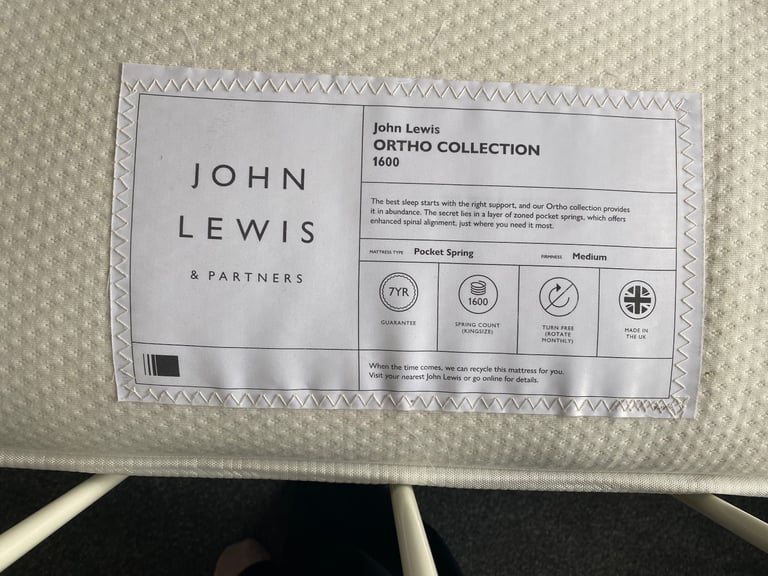 JOHN
LEWIS
& PARTNERS
John Lewis
ORTHO COLLECTION
1600
The best sleep starts with the right support, and our Ortho collection provides
it in abundance. The secret lies in a layer of zoned pocket springs, which offers
enhanced spinal alignment, just where you need it most.
MATTRESS TYPE Pocket Spring FIRMNESS Medium
7YR
GUARANTEE
1600
SPRING COUNT
(KINGSIZE)
TURN FREE
(ROTATE
MONTHLY)
MADE IN
THE UK
When the time comes, we can recycle this mattress for you.
Visit your nearest John Lewis or go online for details.